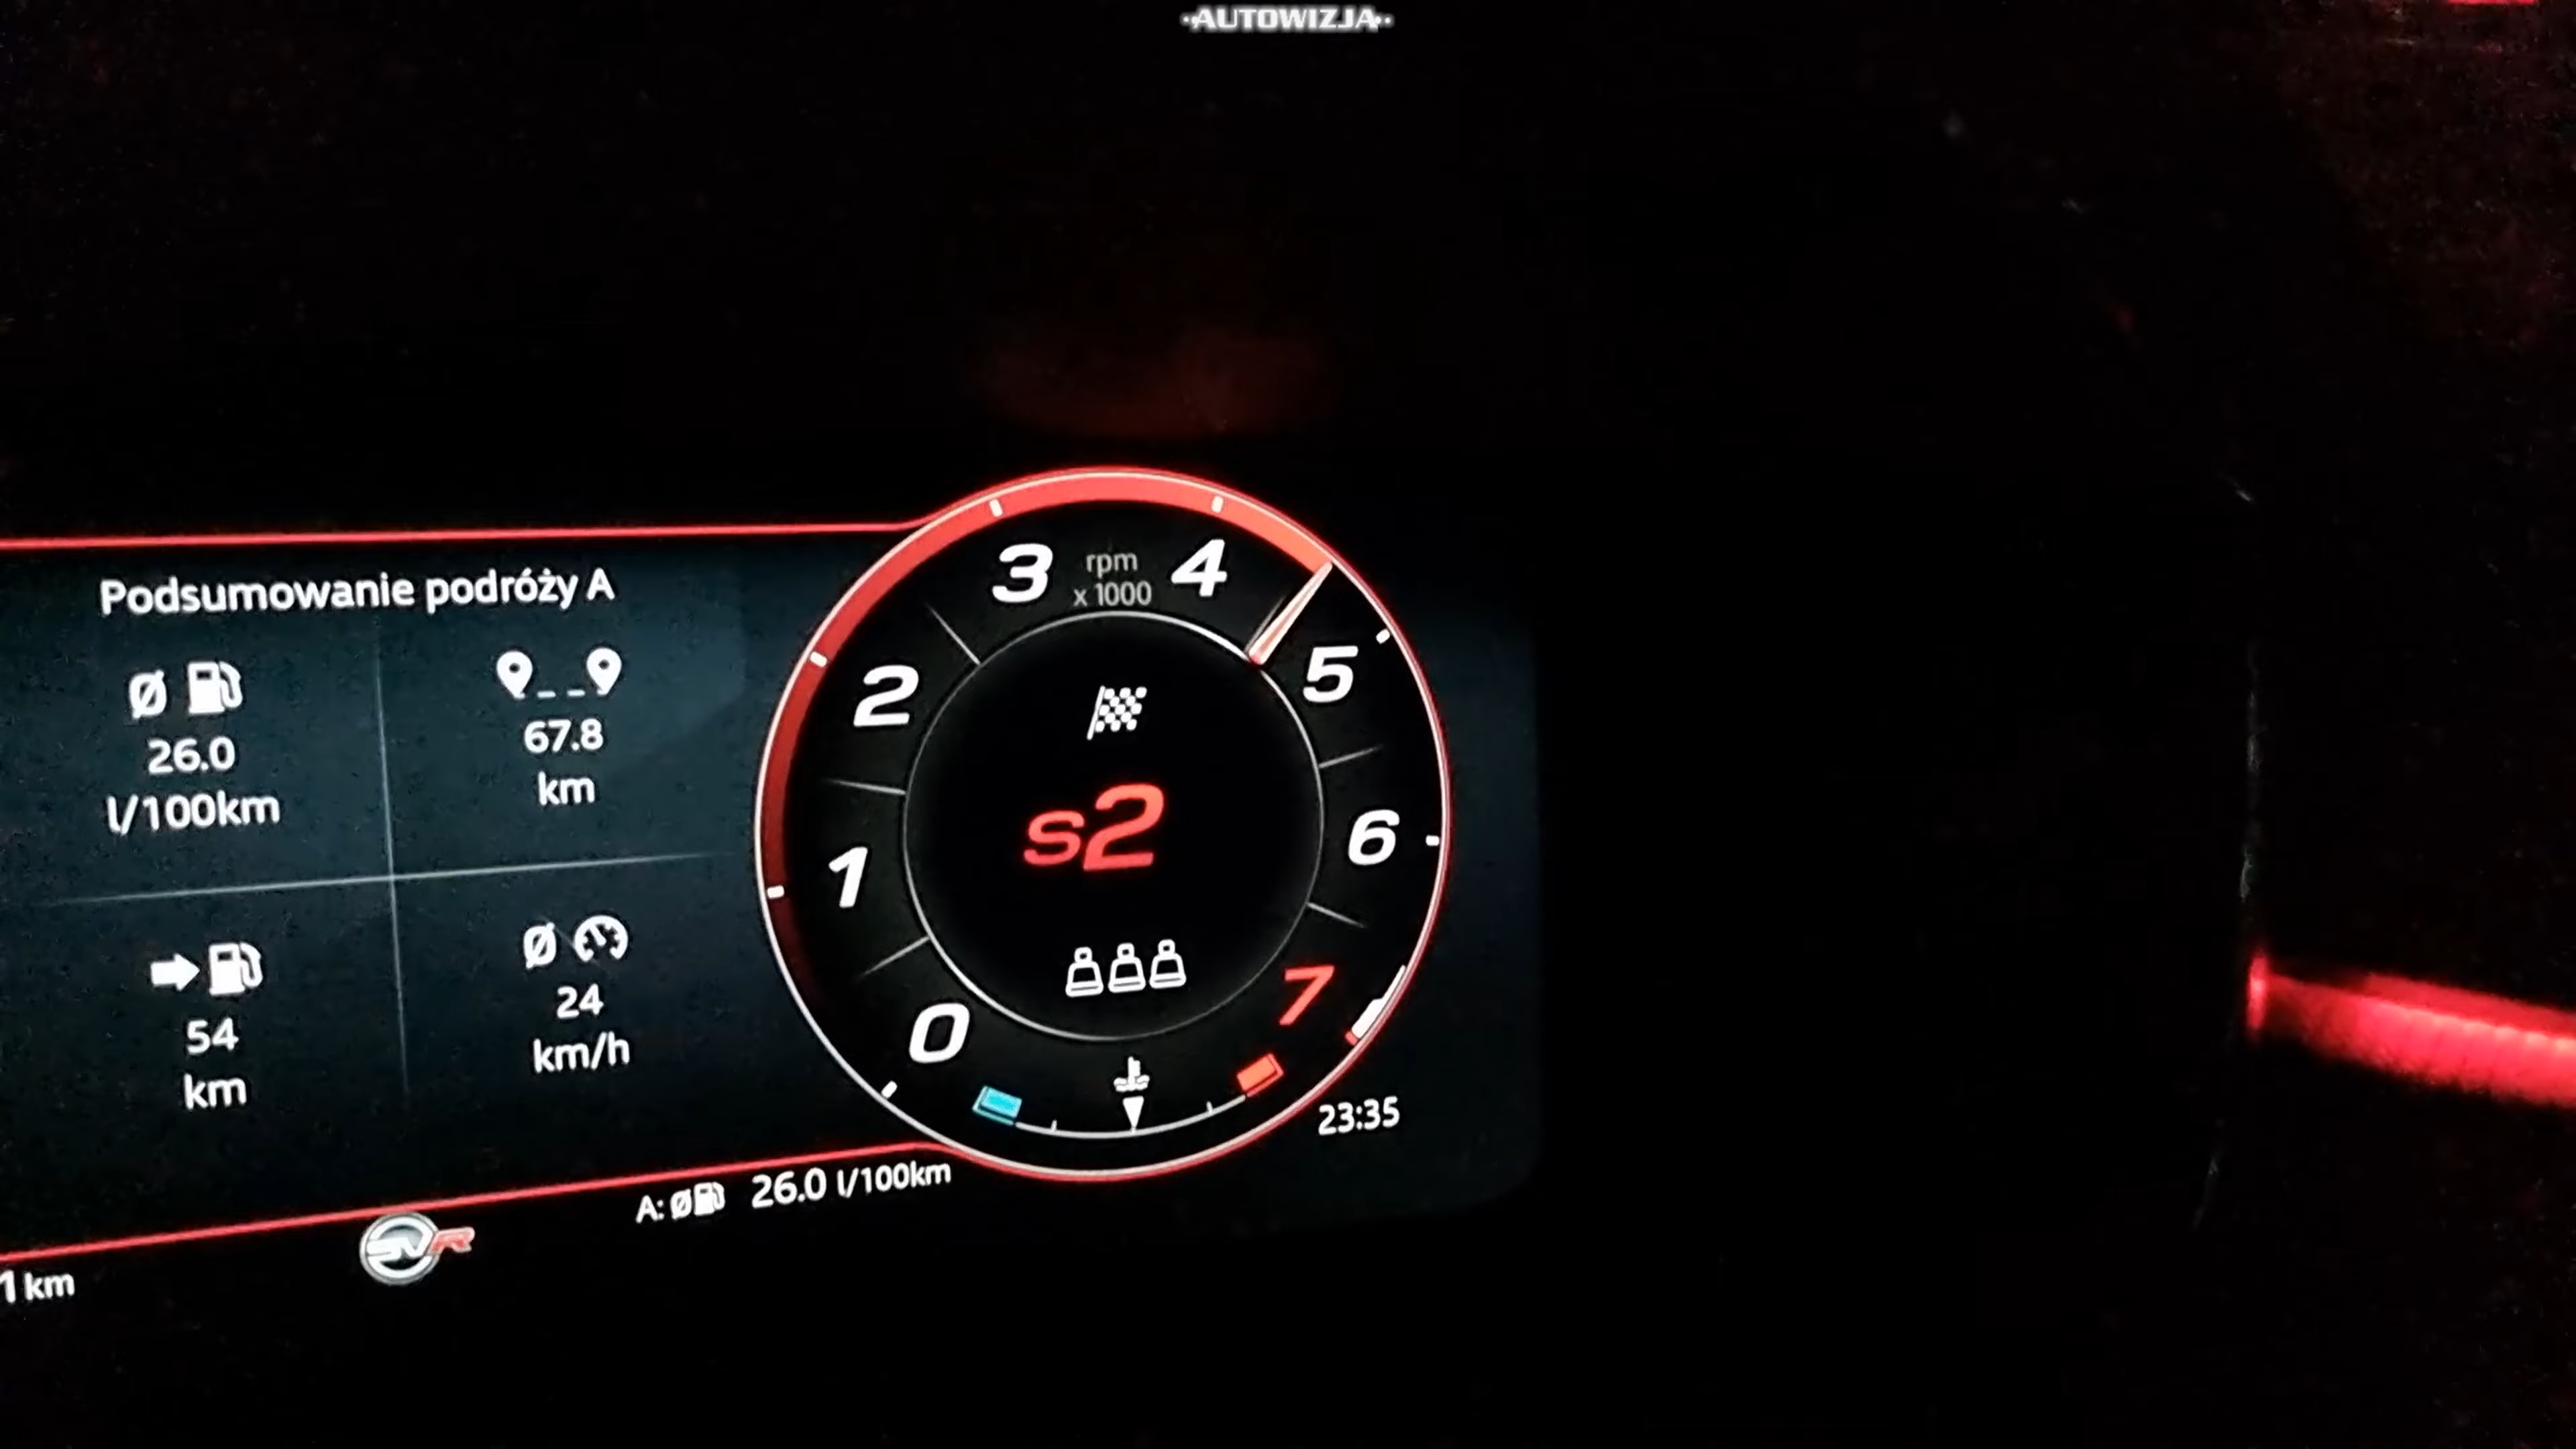 ·AUTOWIZJA·
Podsumowanie podróży A
Ø
26.0
l/100km
67.8
km
54
km
Ø
24
km/h
0
1
2
3
4
5
6
7
rpm
x 1000
s2
23:35
A: Ø 26.0 l/100km
SVR
1 km